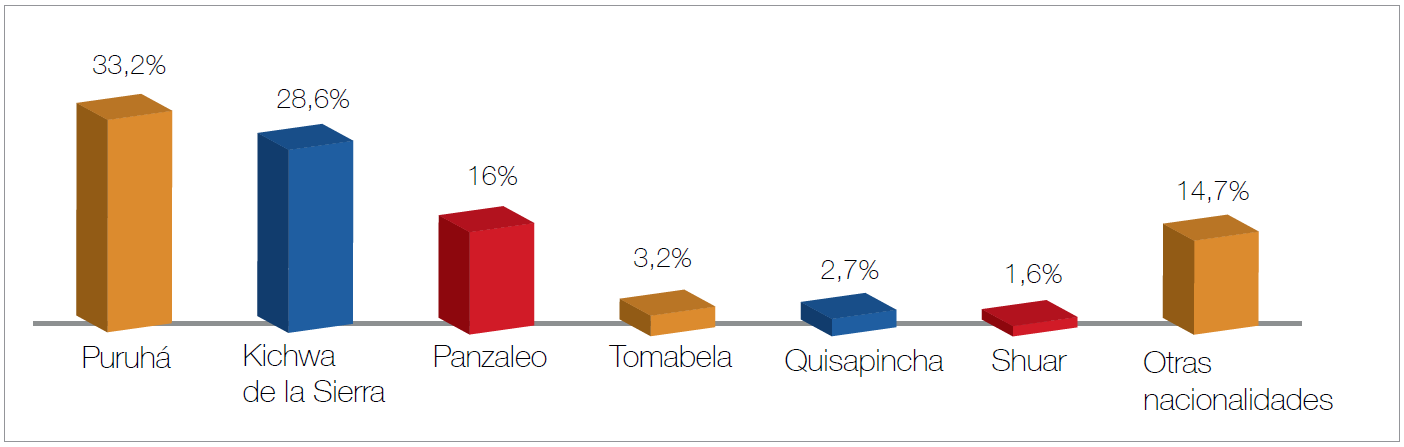 33,2%
28,6%
16%
3,2%
2,7%
1,6%
14,7%
Puruhá
Kichwa
de la Sierra
Panzaleo
Tomabela
Quisapincha
Shuar
Otras
nacionalidades